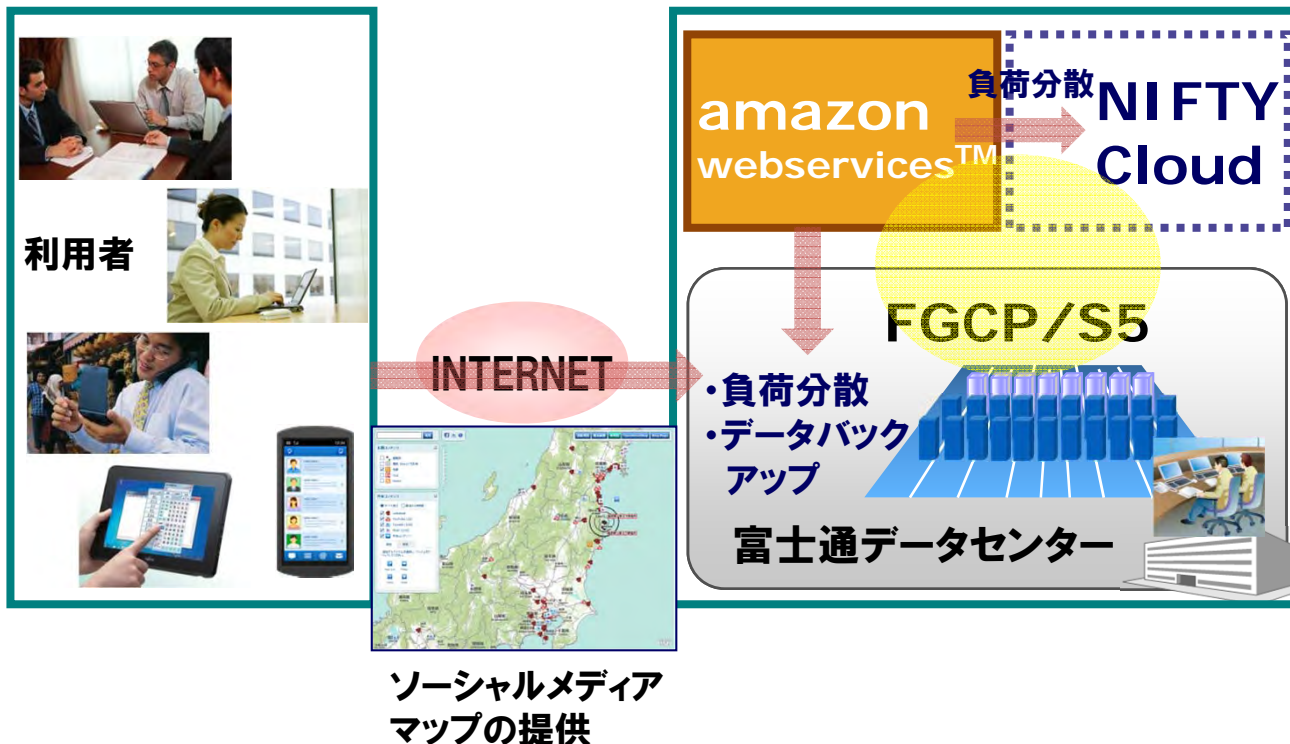 利用者
INTERNET
ソーシャルメディア
マップの提供
amazon
webservices™
負荷分散
NIFTY
Cloud
FGCP/S5
・負荷分散
・データバック
アップ
富士通データセンター